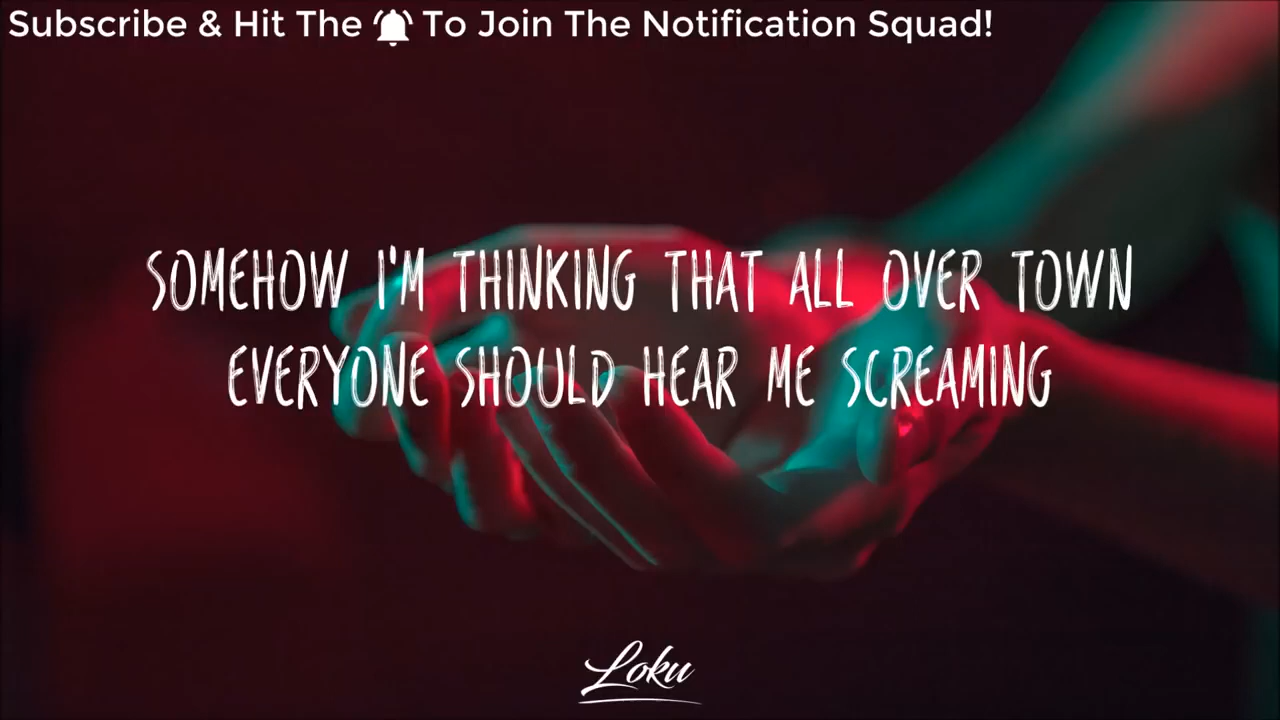 Subscribe & Hit The 🔔 To Join The Notification Squad!
SOMEHOW I'M THINKING THAT ALL OVER TOWN
EVERYONE SHOULD HEAR ME SCREAMING
Loku